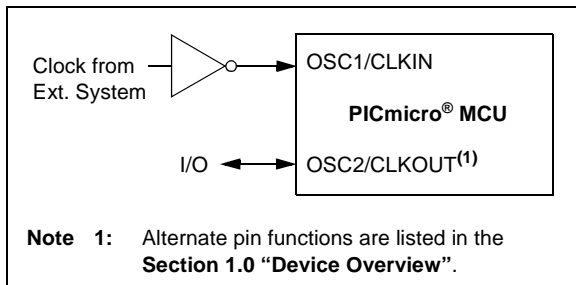 Clock from
Ext. System
OSC1/CLKIN
PICmicro® MCU
I/O
OSC2/CLKOUT(1)
Note 1: Alternate pin functions are listed in the
Section 1.0 “Device Overview”.